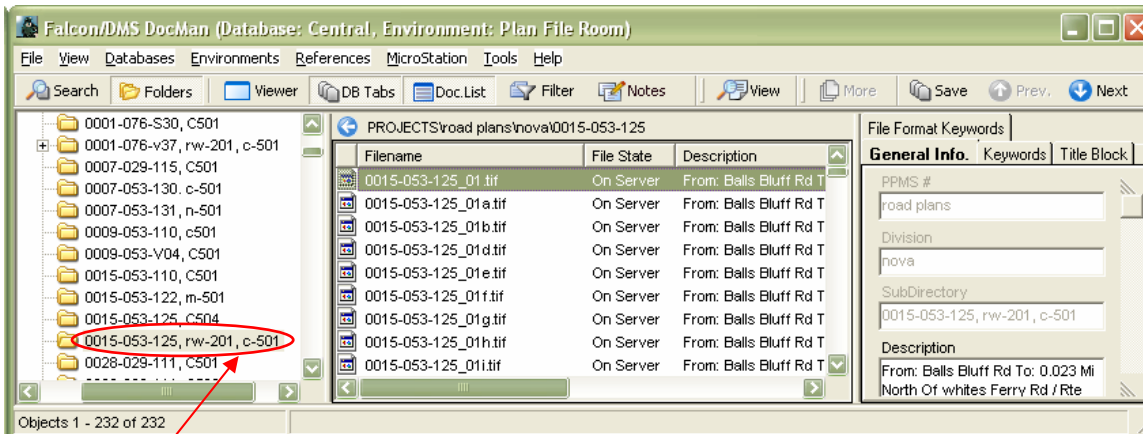 Falcon/DMS DocMan (Database: Central, Environment: Plan File Room)
File View Databases Environments References MicroStation Tools Help
Search Folders Viewer DB Tabs Doc.List Filter Notes View More Save Prev. Next
0001-076-S30, C501
0001-076-v37, rw-201, c-501
0007-029-115, C501
0007-053-130. c-501
0007-053-131, n-501
0009-053-110, c501
0009-053-V04, C501
0015-053-110, C501
0015-053-122, m-501
0015-053-125, C504
0015-053-125, rw-201, c-501
0028-029-111, C501
PROJECTS\road plans\nova\0015-053-125
Filename File State Description
0015-053-125_01.tif On Server From: Balls Bluff Rd T
0015-053-125_01a.tif On Server From: Balls Bluff Rd T
0015-053-125_01b.tif On Server From: Balls Bluff Rd T
0015-053-125_01d.tif On Server From: Balls Bluff Rd T
0015-053-125_01e.tif On Server From: Balls Bluff Rd T
0015-053-125_01f.tif On Server From: Balls Bluff Rd T
0015-053-125_01g.tif On Server From: Balls Bluff Rd T
0015-053-125_01h.tif On Server From: Balls Bluff Rd T
0015-053-125_01i.tif On Server From: Balls Bluff Rd T
File Format Keywords
General Info. Keywords Title Block
PPMS #
road plans
Division
nova
SubDirectory
0015-053-125, rw-201, c-501
Description
From: Balls Bluff Rd To: 0.023 Mi
North Of whites Ferry Rd / Rte
Objects 1 - 232 of 232